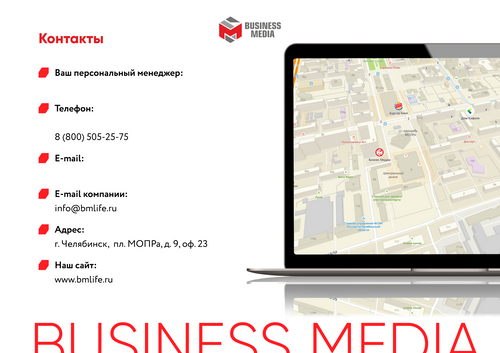 BUSINESS
MEDIA
Контакты
Ваш персональный менеджер:
Телефон:
8 (800) 505-25-75
E-mail:
E-mail компании:
info@bmlife.ru
Адрес:
г. Челябинск, пл. МОПРа, д. 9, оф. 23
Наш сайт:
www.bmlife.ru
BUSINESS MEDIA